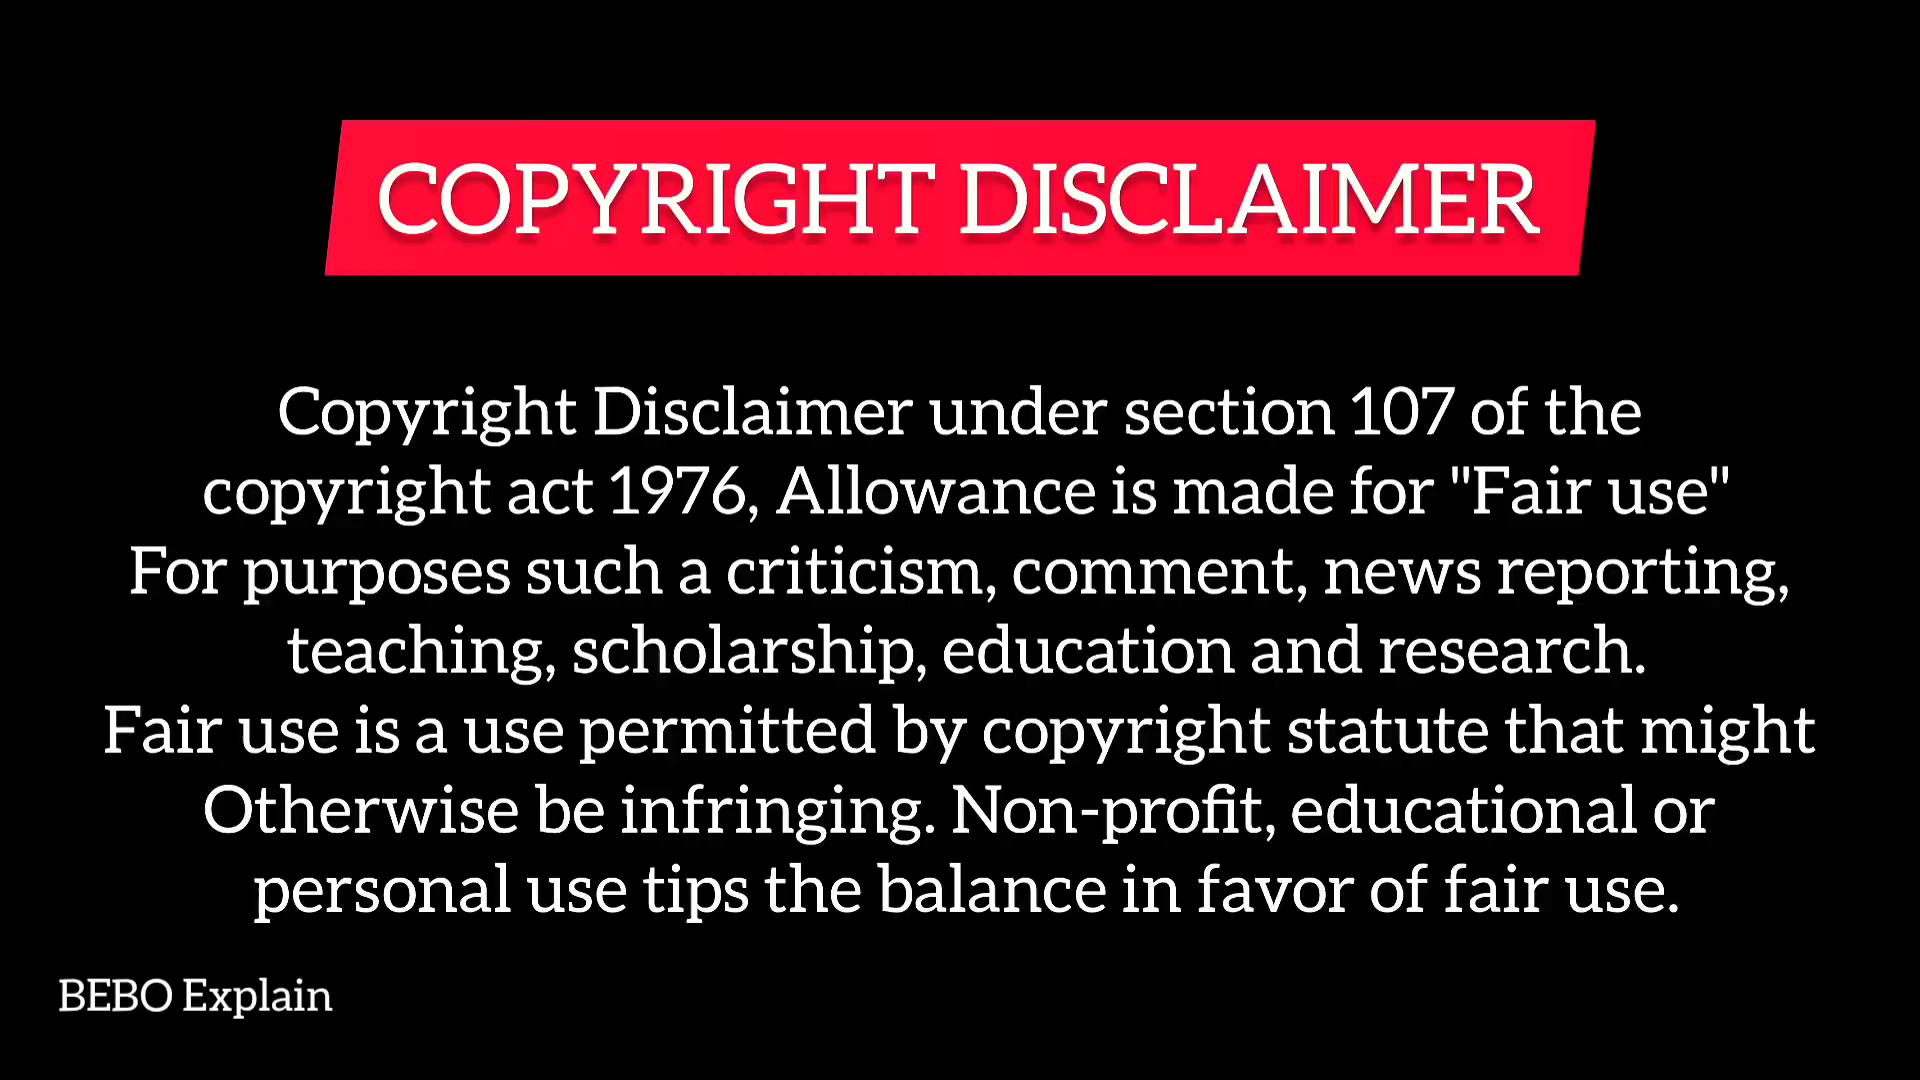 COPYRIGHT DISCLAIMER
Copyright Disclaimer under section 107 of the
copyright act 1976, Allowance is made for "Fair use"
For purposes such a criticism, comment, news reporting,
teaching, scholarship, education and research.
Fair use is a use permitted by copyright statute that might
Otherwise be infringing. Non-profit, educational or
personal use tips the balance in favor of fair use.
BEBO Explain